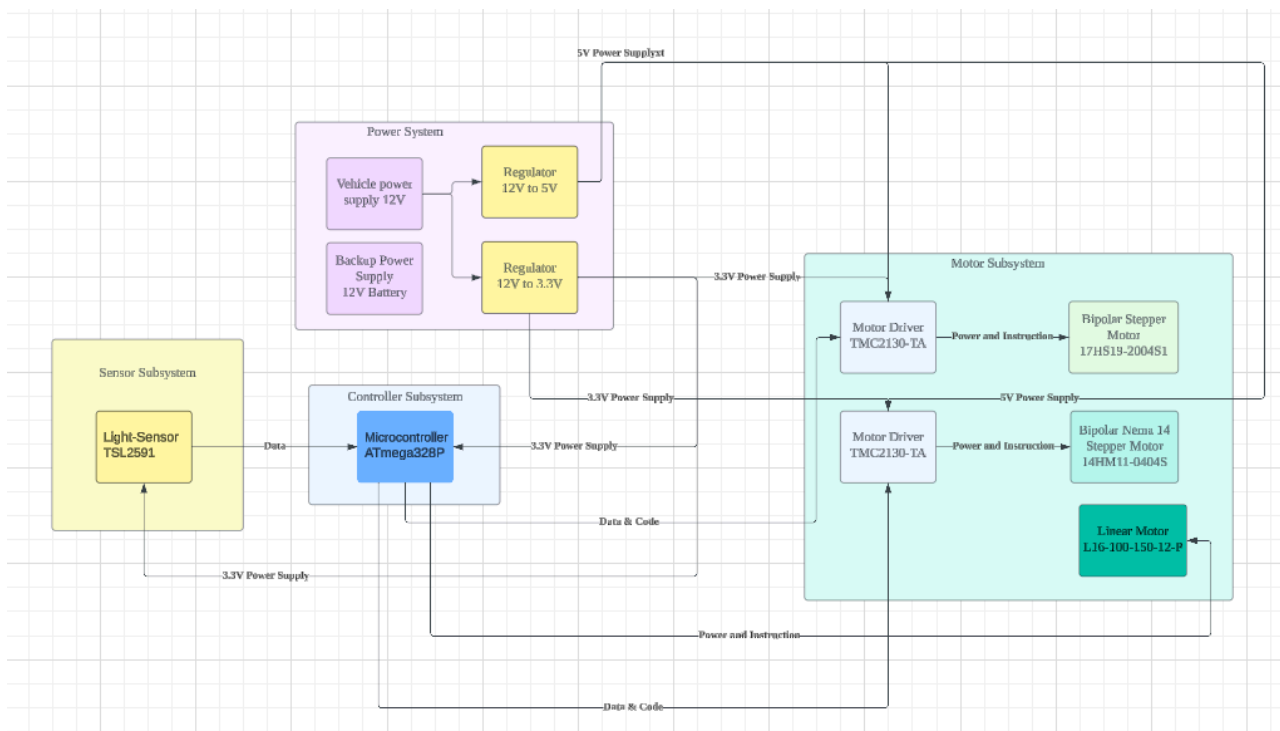 5V Power Supplyxt
Power System
Vehicle power
supply 12V
Regulator
12V to 5V
Backup Power
Supply
12V Battery
Regulator
12V to 3.3V
3.3V Power Supply
Motor Subsystem
Motor Driver
TMC2130-TA
Power and Instruction
Bipolar Stepper
Motor
17HS19-2004S1
Sensor Subsystem
Controller Subsystem
3.3V Power Supply
5V Power Supply
Light-Sensor
TSL2591
Data
Microcontroller
ATmega328P
3.3V Power Supply
Motor Driver
TMC2130-TA
Power and Instruction
Bipolar Nema 14
Stepper Motor
14HM11-0404S
Data & Code
Linear Motor
L16-100-150-12-P
3.3V Power Supply
Power and Instruction
Data & Code